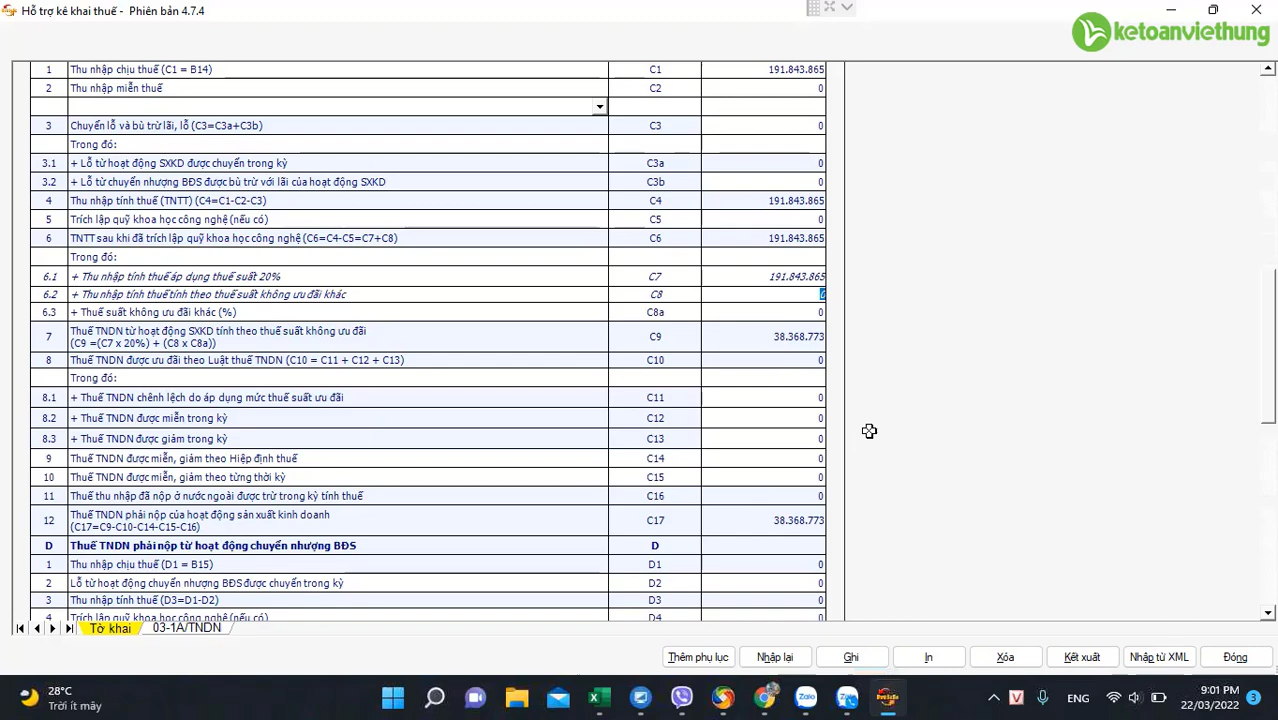 Hỗ trợ kê khai thuế - Phiên bản 4.7.4
ketoanviethung
1 Thu nhập chịu thuế (C1 = B14) C1 191.843.865
2 Thu nhập miễn thuế C2 0
3 Chuyển lỗ và bù trừ lãi, lỗ (C3=C3a+C3b) C3 0
Trong đó:
3.1 + Lỗ từ hoạt động SXKD được chuyển trong kỳ C3a 0
3.2 + Lỗ từ chuyển nhượng BĐS được bù trừ với lãi của hoạt động SXKD C3b 0
4 Thu nhập tính thuế (TNTT) (C4=C1-C2-C3) C4 191.843.865
5 Trích lập quỹ khoa học công nghệ (nếu có) C5 0
6 TNTT sau khi đã trích lập quỹ khoa học công nghệ (C6=C4-C5=C7+C8) C6 191.843.865
Trong đó:
6.1 + Thu nhập tính thuế áp dụng thuế suất 20% C7 191.843.865
6.2 + Thu nhập tính thuế tính theo thuế suất không ưu đãi khác C8 0
6.3 + Thuế suất không ưu đãi khác (%) C8a 0
7 Thuế TNDN từ hoạt động SXKD tính theo thuế suất không ưu đãi
(C9 =(C7 x 20%) + (C8 x C8a)) C9 38.368.773
8 Thuế TNDN được ưu đãi theo Luật thuế TNDN (C10 = C11 + C12 + C13) C10 0
Trong đó:
8.1 + Thuế TNDN chênh lệch do áp dụng mức thuế suất ưu đãi C11 0
8.2 + Thuế TNDN được miễn trong kỳ C12 0
8.3 + Thuế TNDN được giảm trong kỳ C13 0
9 Thuế TNDN được miễn, giảm theo Hiệp định thuế C14 0
10 Thuế TNDN được miễn, giảm theo từng thời kỳ C15 0
11 Thuế thu nhập đã nộp ở nước ngoài được trừ trong kỳ tính thuế C16 0
12 Thuế TNDN phải nộp của hoạt động sản xuất kinh doanh
(C17=C9-C10-C14-C15-C16) C17 38.368.773
D Thuế TNDN phải nộp từ hoạt động chuyển nhượng BĐS D
1 Thu nhập chịu thuế (D1 = B15) D1 0
2 Lỗ từ hoạt động chuyển nhượng BĐS được chuyển trong kỳ D2 0
3 Thu nhập tính thuế (D3=D1-D2) D3 0
4 Trích lập quỹ khoa học công nghệ (nếu có) D4 0
Tờ khai 03-1A/TNDN
Thêm phụ lục Nhập lại Ghi In Xóa Kết xuất Nhập từ XML Đóng
28°C
Trời ít mây
Zalo
ENG
9:01 PM
22/03/2022
3